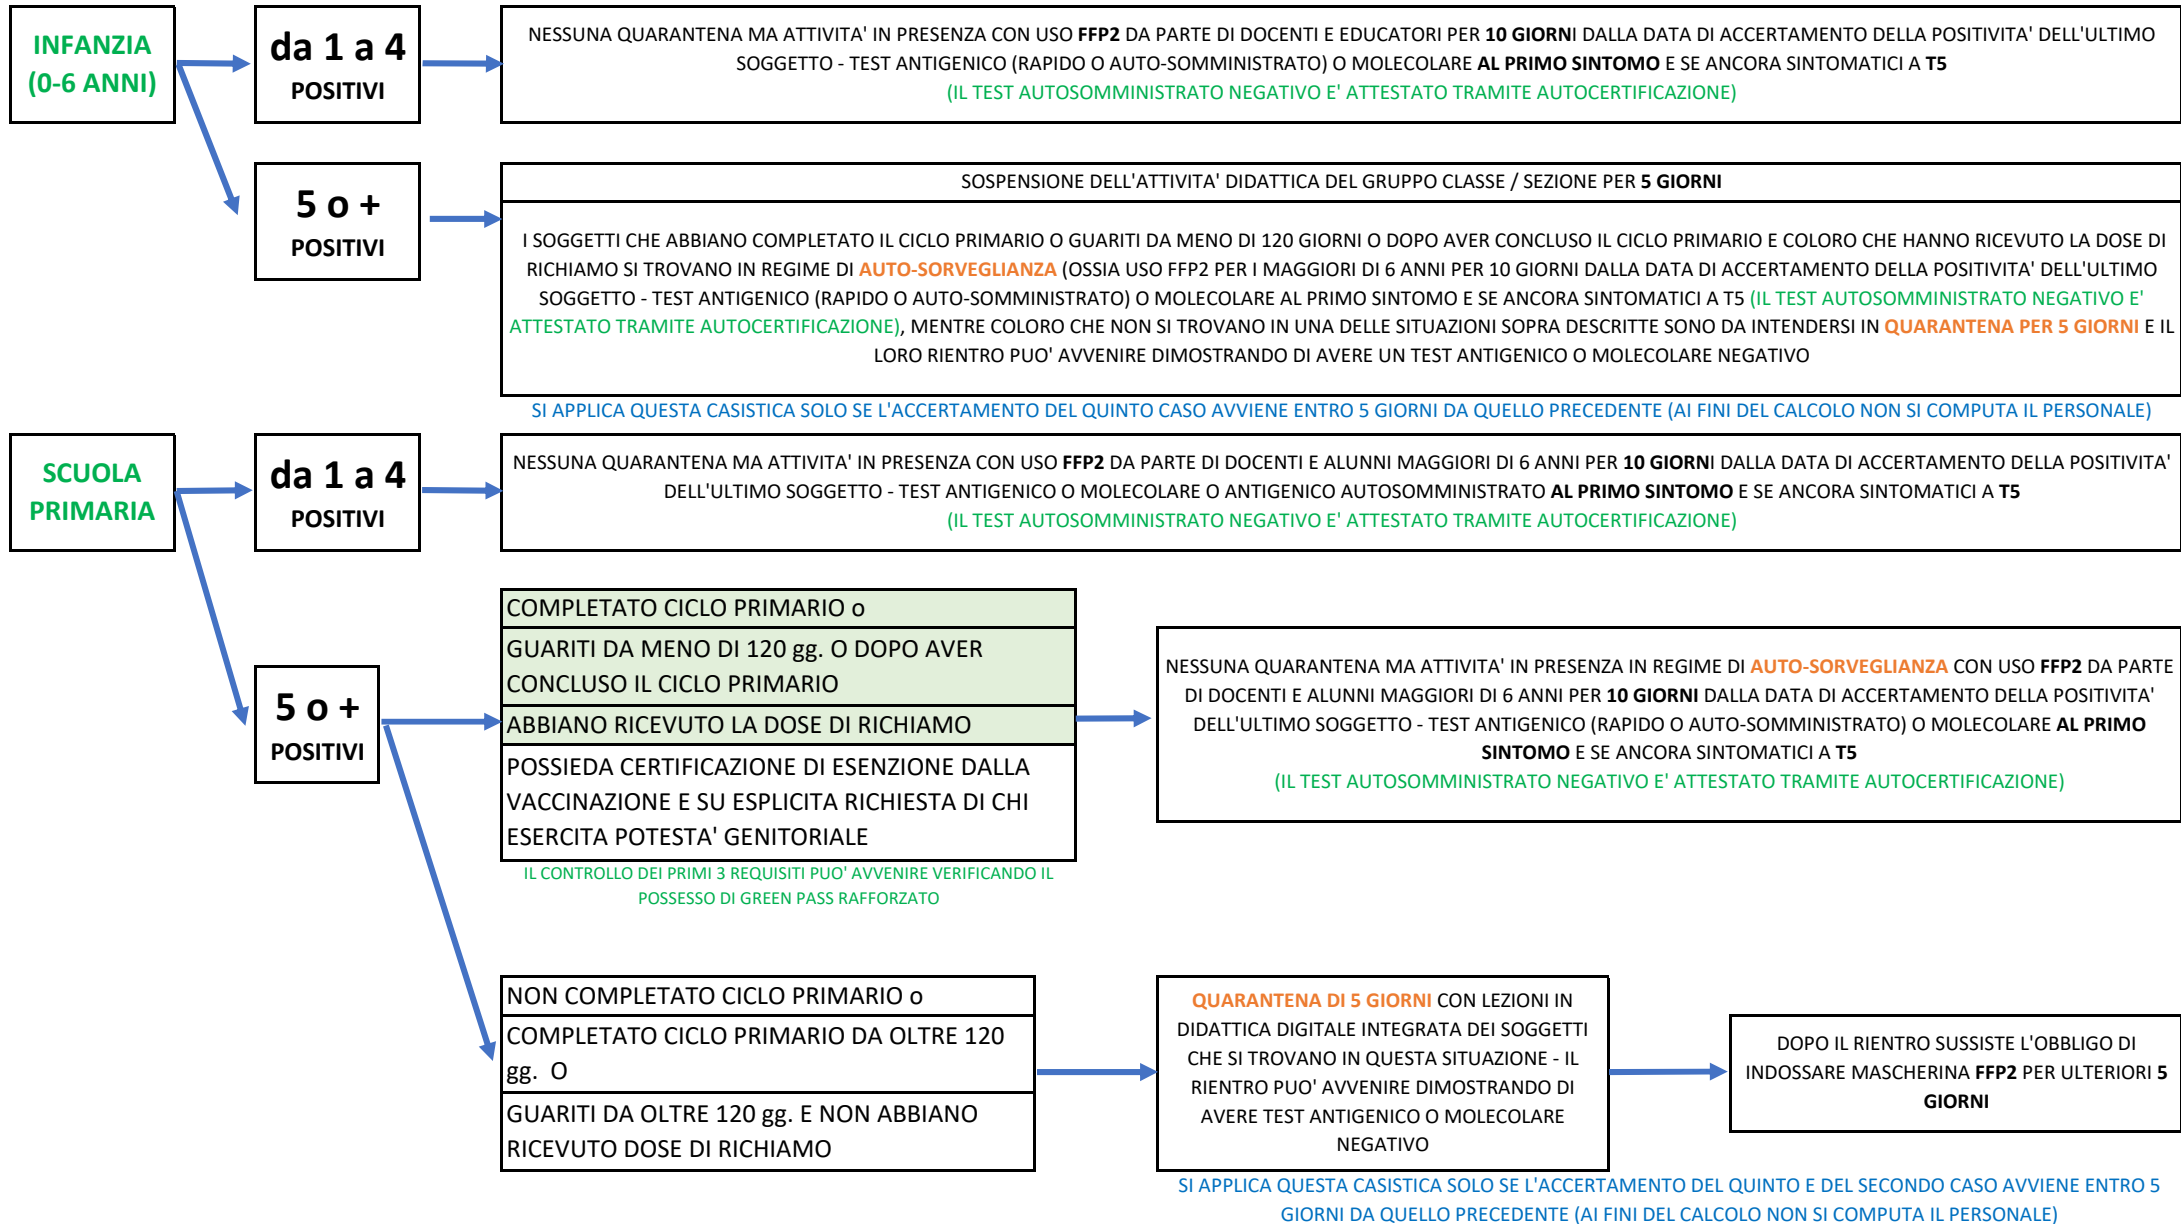 INFANZIA
(0-6 ANNI)
da 1 a 4
POSITIVI
NESSUNA QUARANTENA MA ATTIVITA' IN PRESENZA CON USO FFP2 DA PARTE DI DOCENTI E EDUCATORI PER 10 GIORNI DALLA DATA DI ACCERTAMENTO DELLA POSITIVITA' DELL'ULTIMO
SOGGETTO - TEST ANTIGENICO (RAPIDO O AUTO-SOMMINISTRATO) O MOLECOLARE AL PRIMO SINTOMO E SE ANCORA SINTOMATICI A T5
(IL TEST AUTOSOMMINISTRATO NEGATIVO E' ATTESTATO TRAMITE AUTOCERTIFICAZIONE)
5 o +
POSITIVI
SOSPENSIONE DELL'ATTIVITA' DIDATTICA DEL GRUPPO CLASSE / SEZIONE PER 5 GIORNI
I SOGGETTI CHE ABBIANO COMPLETATO IL CICLO PRIMARIO O GUARITI DA MENO DI 120 GIORNI O DOPO AVER CONCLUSO IL CICLO PRIMARIO E COLORO CHE HANNO RICEVUTO LA DOSE DI
RICHIAMO SI TROVANO IN REGIME DI AUTO-SORVEGLIANZA (OSSIA USO FFP2 PER I MAGGIORI DI 6 ANNI PER 10 GIORNI DALLA DATA DI ACCERTAMENTO DELLA POSITIVITA' DELL'ULTIMO
SOGGETTO - TEST ANTIGENICO (RAPIDO O AUTO-SOMMINISTRATO) O MOLECOLARE AL PRIMO SINTOMO E SE ANCORA SINTOMATICI A T5 (IL TEST AUTOSOMMINISTRATO NEGATIVO E'
ATTESTATO TRAMITE AUTOCERTIFICAZIONE), MENTRE COLORO CHE NON SI TROVANO IN UNA DELLE SITUAZIONI SOPRA DESCRITTE SONO DA INTENDERSI IN QUARANTENA PER 5 GIORNI E IL
LORO RIENTRO PUO' AVVENIRE DIMOSTRANDO DI AVERE UN TEST ANTIGENICO O MOLECOLARE NEGATIVO
SI APPLICA QUESTA CASISTICA SOLO SE L'ACCERTAMENTO DEL QUINTO CASO AVVIENE ENTRO 5 GIORNI DA QUELLO PRECEDENTE (AI FINI DEL CALCOLO NON SI COMPUTA IL PERSONALE)
SCUOLA
PRIMARIA
da 1 a 4
POSITIVI
NESSUNA QUARANTENA MA ATTIVITA' IN PRESENZA CON USO FFP2 DA PARTE DI DOCENTI E ALUNNI MAGGIORI DI 6 ANNI PER 10 GIORNI DALLA DATA DI ACCERTAMENTO DELLA POSITIVITA'
DELL'ULTIMO SOGGETTO - TEST ANTIGENICO O MOLECOLARE O ANTIGENICO AUTOSOMMINISTRATO AL PRIMO SINTOMO E SE ANCORA SINTOMATICI A T5
(IL TEST AUTOSOMMINISTRATO NEGATIVO E' ATTESTATO TRAMITE AUTOCERTIFICAZIONE)
5 o +
POSITIVI
COMPLETATO CICLO PRIMARIO o
GUARITI DA MENO DI 120 gg. O DOPO AVER
CONCLUSO IL CICLO PRIMARIO
ABBIANO RICEVUTO LA DOSE DI RICHIAMO
POSSIEDA CERTIFICAZIONE DI ESENZIONE DALLA
VACCINAZIONE E SU ESPLICITA RICHIESTA DI CHI
ESERCITA POTESTA' GENITORIALE
IL CONTROLLO DEI PRIMI 3 REQUISITI PUO' AVVENIRE VERIFICANDO IL
POSSESSO DI GREEN PASS RAFFORZATO
NESSUNA QUARANTENA MA ATTIVITA' IN PRESENZA IN REGIME DI AUTO-SORVEGLIANZA CON USO FFP2 DA PARTE
DI DOCENTI E ALUNNI MAGGIORI DI 6 ANNI PER 10 GIORNI DALLA DATA DI ACCERTAMENTO DELLA POSITIVITA'
DELL'ULTIMO SOGGETTO - TEST ANTIGENICO (RAPIDO O AUTO-SOMMINISTRATO) O MOLECOLARE AL PRIMO
SINTOMO E SE ANCORA SINTOMATICI A T5
(IL TEST AUTOSOMMINISTRATO NEGATIVO E' ATTESTATO TRAMITE AUTOCERTIFICAZIONE)
NON COMPLETATO CICLO PRIMARIO o
COMPLETATO CICLO PRIMARIO DA OLTRE 120
gg. O
GUARITI DA OLTRE 120 gg. E NON ABBIANO
RICEVUTO DOSE DI RICHIAMO
QUARANTENA DI 5 GIORNI CON LEZIONI IN
DIDATTICA DIGITALE INTEGRATA DEI SOGGETTI
CHE SI TROVANO IN QUESTA SITUAZIONE - IL
RIENTRO PUO' AVVENIRE DIMOSTRANDO DI
AVERE TEST ANTIGENICO O MOLECOLARE
NEGATIVO
DOPO IL RIENTRO SUSSISTE L'OBBLIGO DI
INDOSSARE MASCHERINA FFP2 PER ULTERIORI 5
GIORNI
SI APPLICA QUESTA CASISTICA SOLO SE L'ACCERTAMENTO DEL QUINTO E DEL SECONDO CASO AVVIENE ENTRO 5
GIORNI DA QUELLO PRECEDENTE (AI FINI DEL CALCOLO NON SI COMPUTA IL PERSONALE)